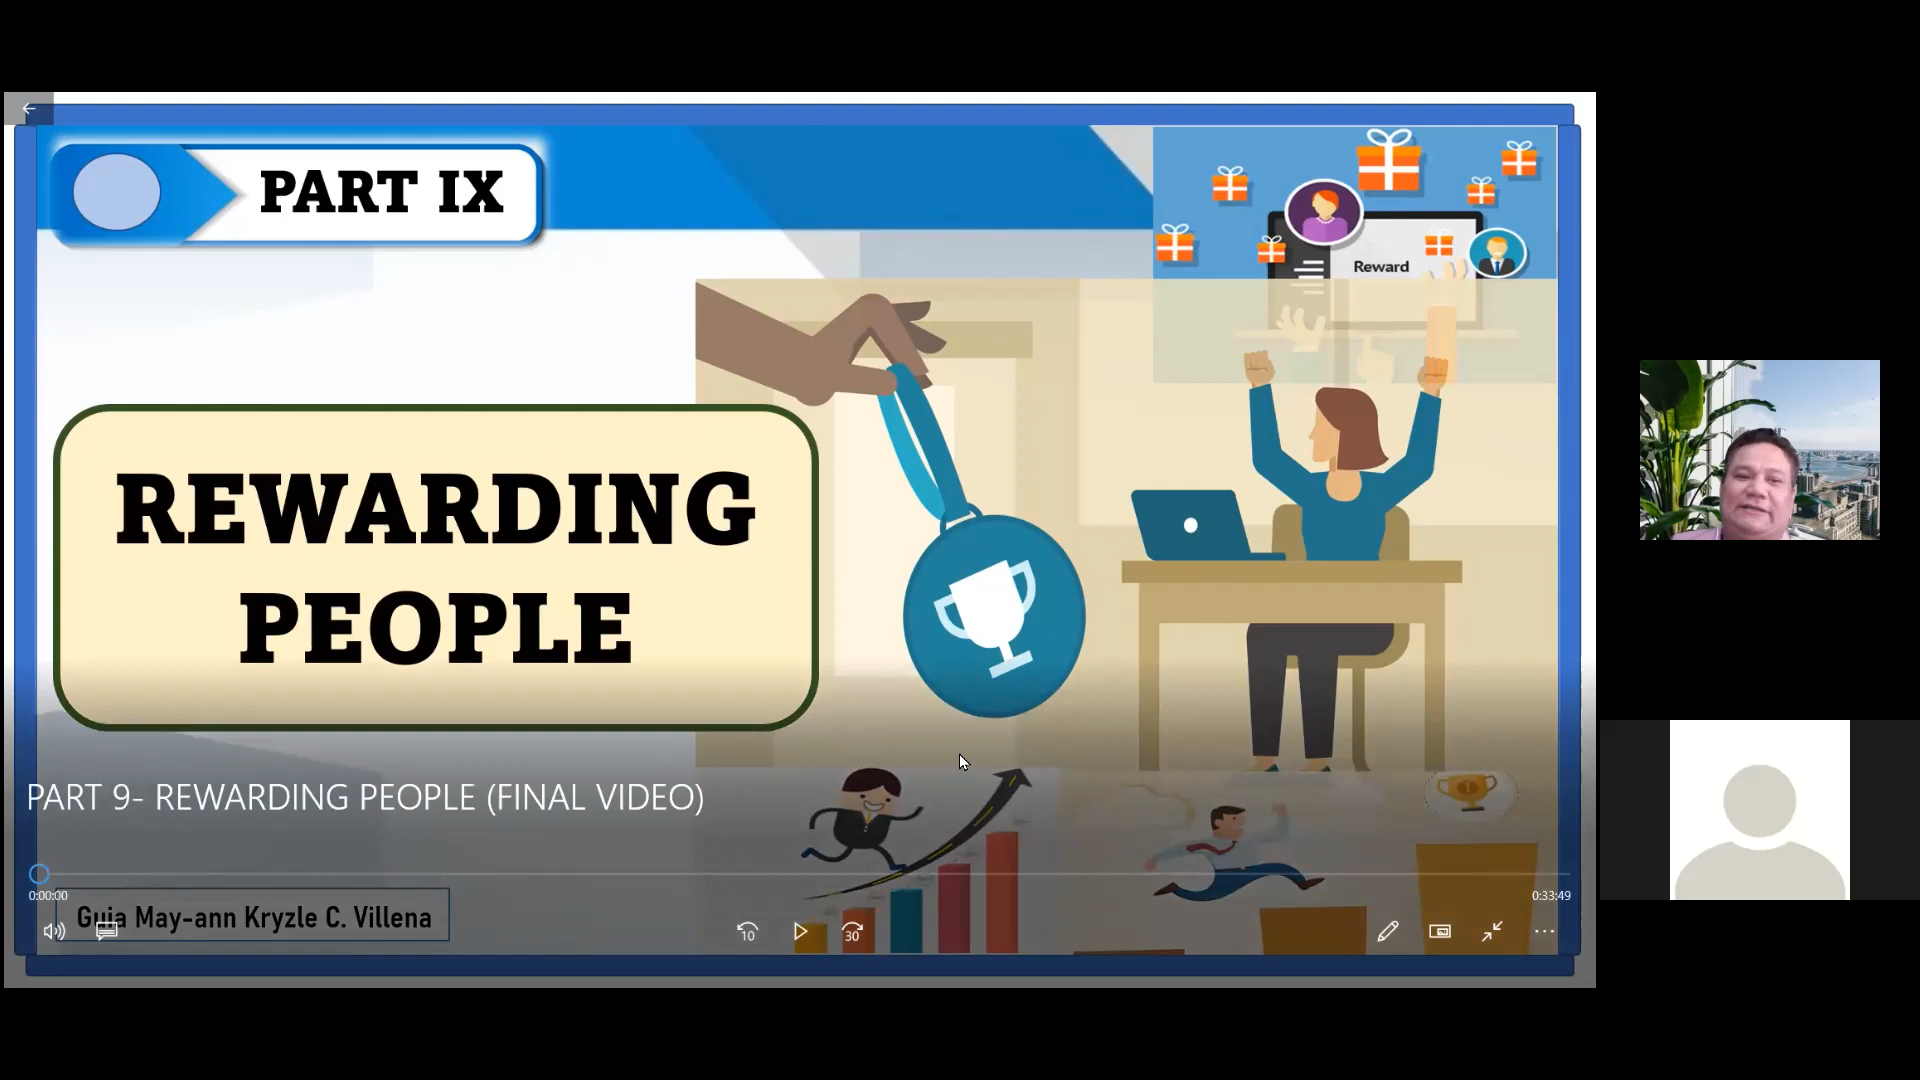 PART IX
Reward
REWARDING
PEOPLE
PART 9- REWARDING PEOPLE (FINAL VIDEO)
0:00:00
0:33:49
Guia May-ann Kryzle C. Villena
10
30
1